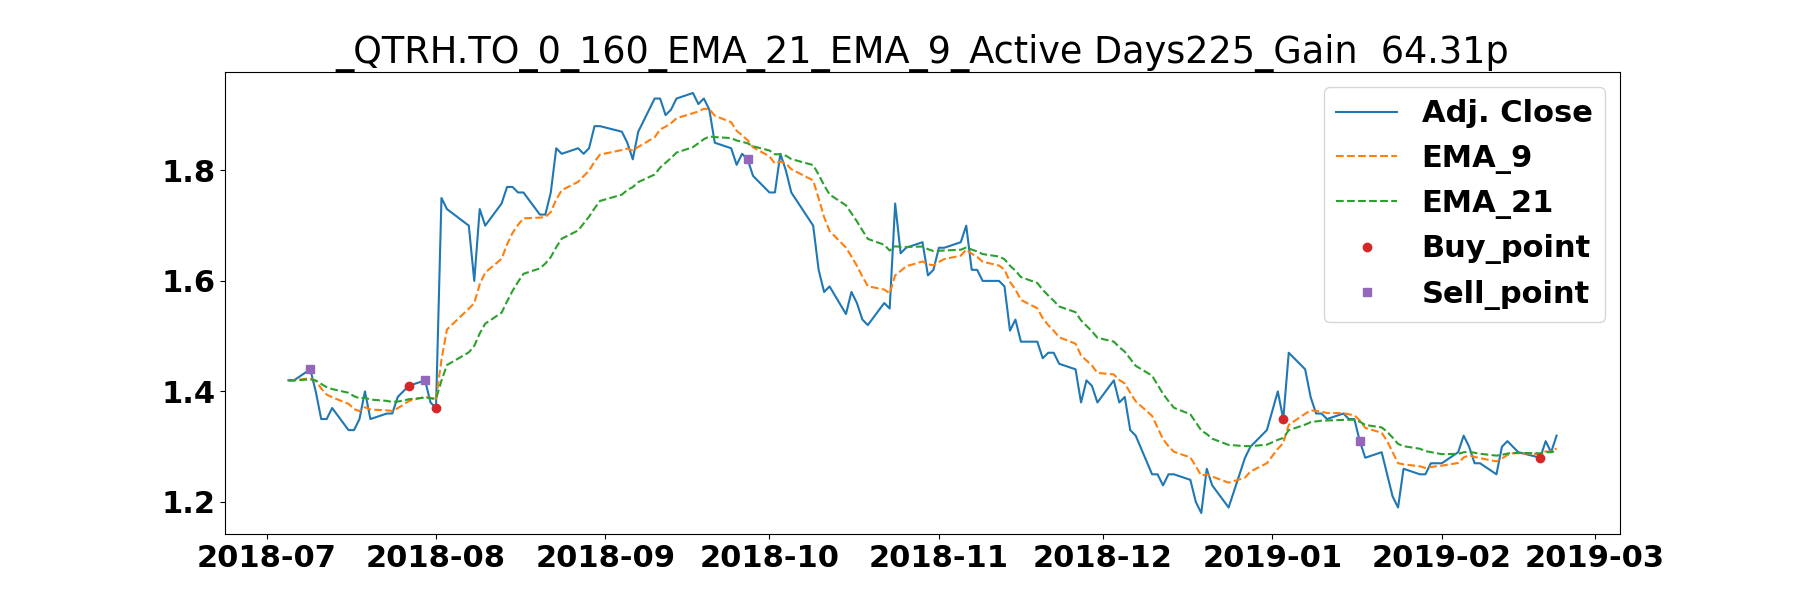 _QTRH.TO_0_160_EMA_21_EMA_9_Active Days225_Gain  64.31p
Adj. Close
EMA_9
EMA_21
Buy_point
Sell_point
1.8
1.6
1.4
1.2
2018-07 2018-08 2018-09 2018-10 2018-11 2018-12 2019-01 2019-02 2019-03